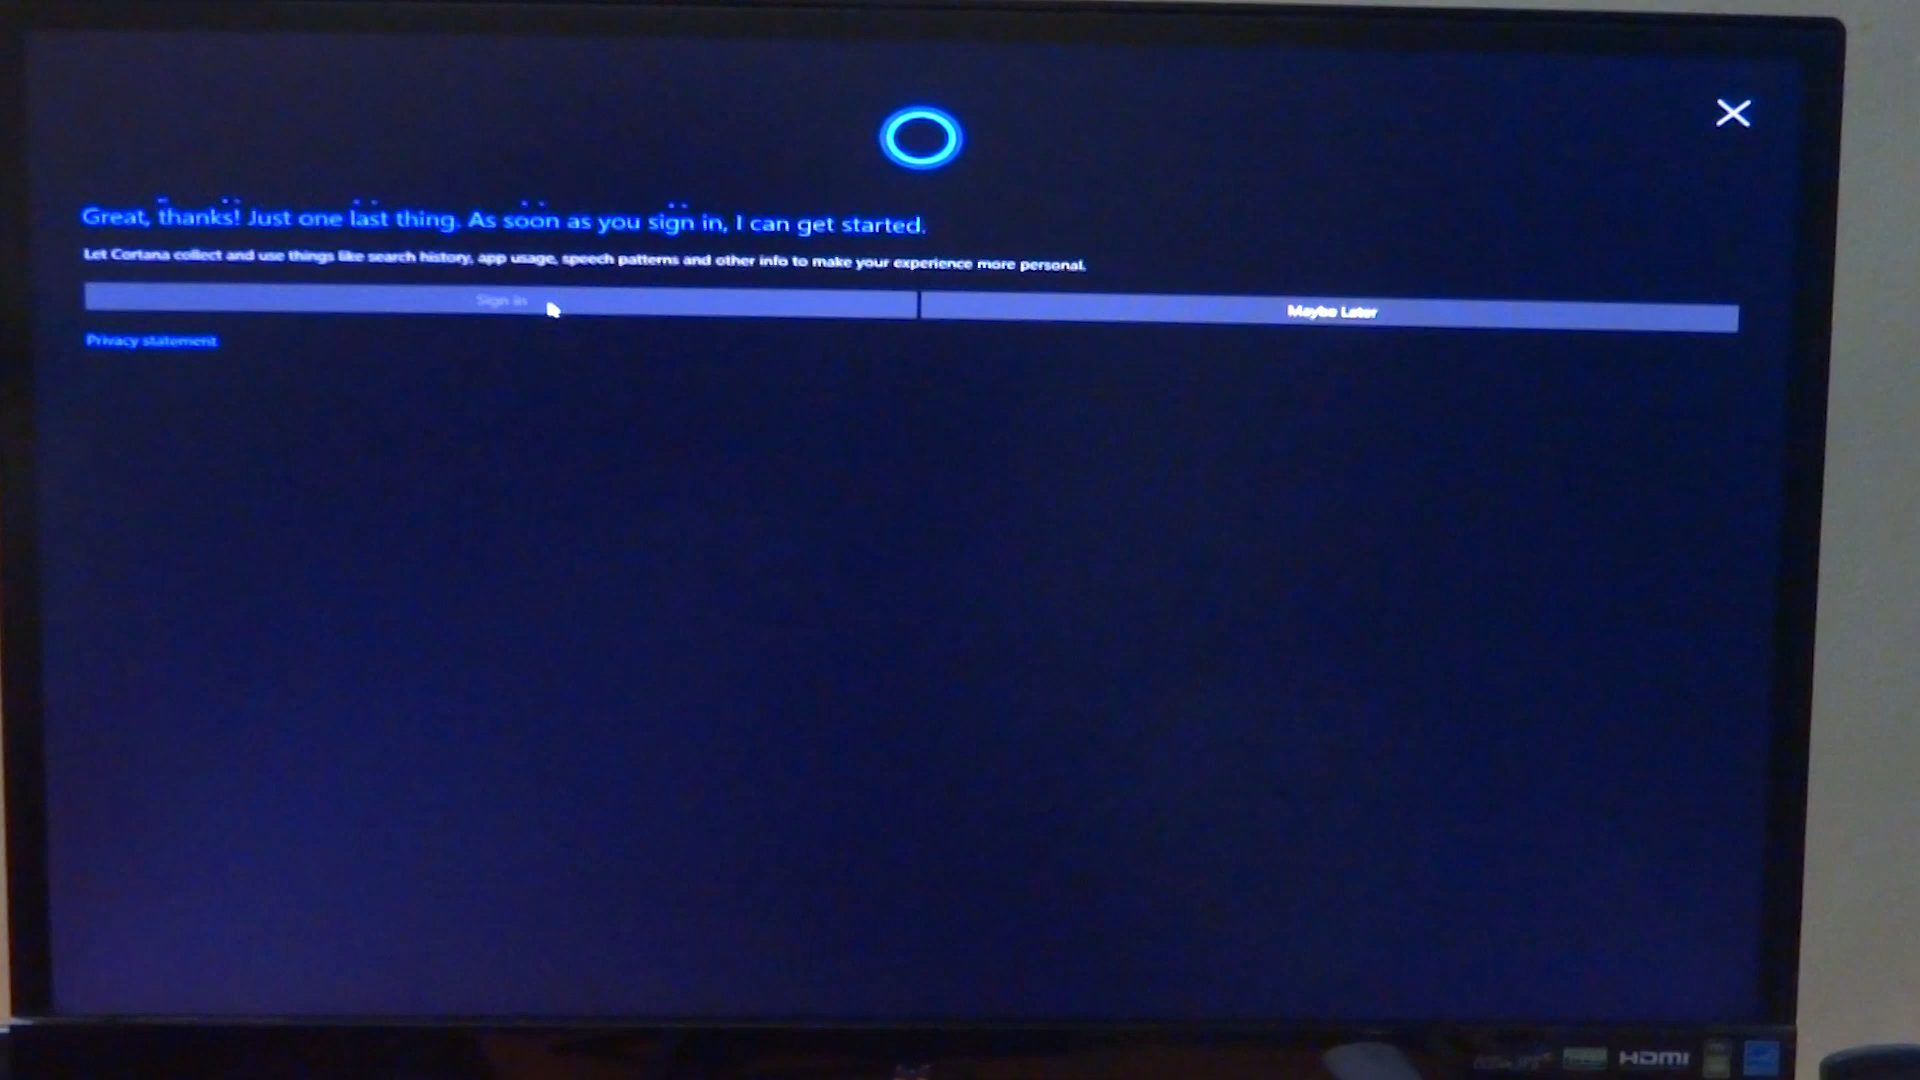 Great, thanks! Just one last thing. As soon as you sign in, I can get started.
Let Cortana collect and use things like search history, app usage, speech patterns and other info to make your experience more personal.
Sign in
Maybe Later
Privacy statement
HDMI